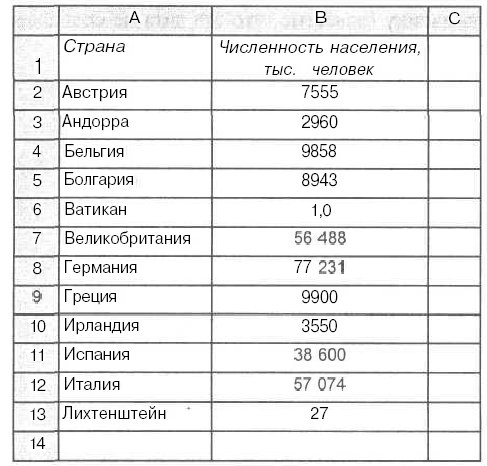 A B C
1 Страна Численность населения,
тыс. человек
2 Австрия 7555
3 Андорра 2960
4 Бельгия 9858
5 Болгария 8943
6 Ватикан 1,0
7 Великобритания 56 488
8 Германия 77 231
9 Греция 9900
10 Ирландия 3550
11 Испания 38 600
12 Италия 57 074
13 Лихтенштейн 27
14